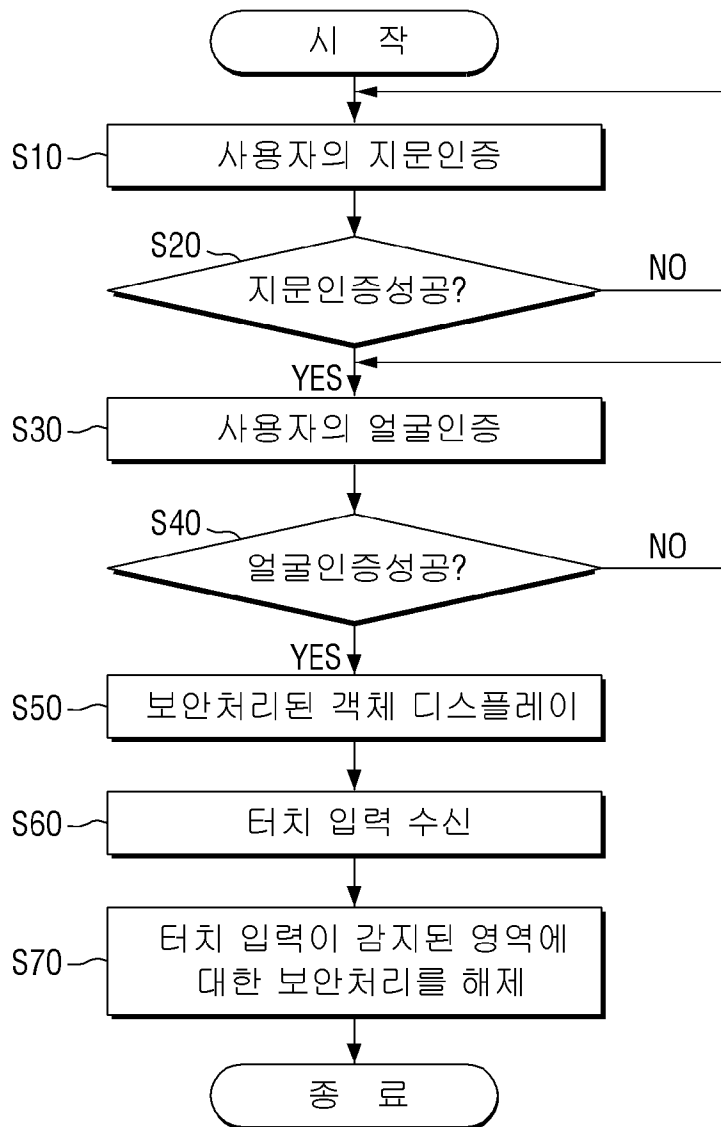 시 작
S10
사용자의 지문인증
S20
지문인증성공?
NO
YES
S30
사용자의 얼굴인증
S40
얼굴인증성공?
NO
YES
S50
보안처리된 객체 디스플레이
S60
터치 입력 수신
S70
터치 입력이 감지된 영역에
대한 보안처리를 해제
종 료